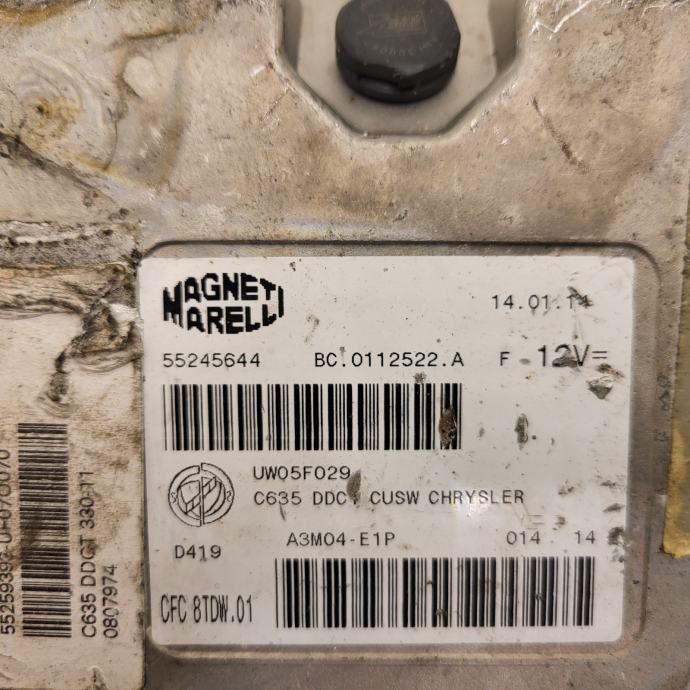 MAGNETI
MARELLI
14.01.14
55245644 BC.0112522.A F - 12V=
UW05F029
C635 DDCT CUSW CHRYSLER
D419 A3M04-E1P 014 14
CFC 8TDW.01
C635 DDCT 330-11
0807974